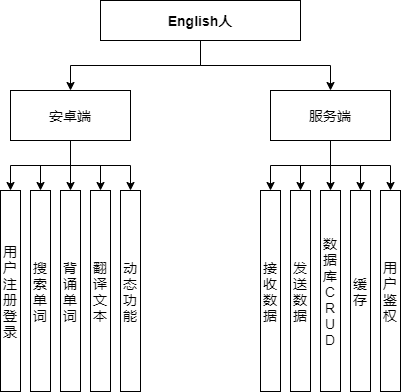 English人
安卓端
服务端
用户注册登录
搜索单词
背诵单词
翻译文本
动态功能
接收数据
发送数据
数据库CRUD
缓存
用户鉴权